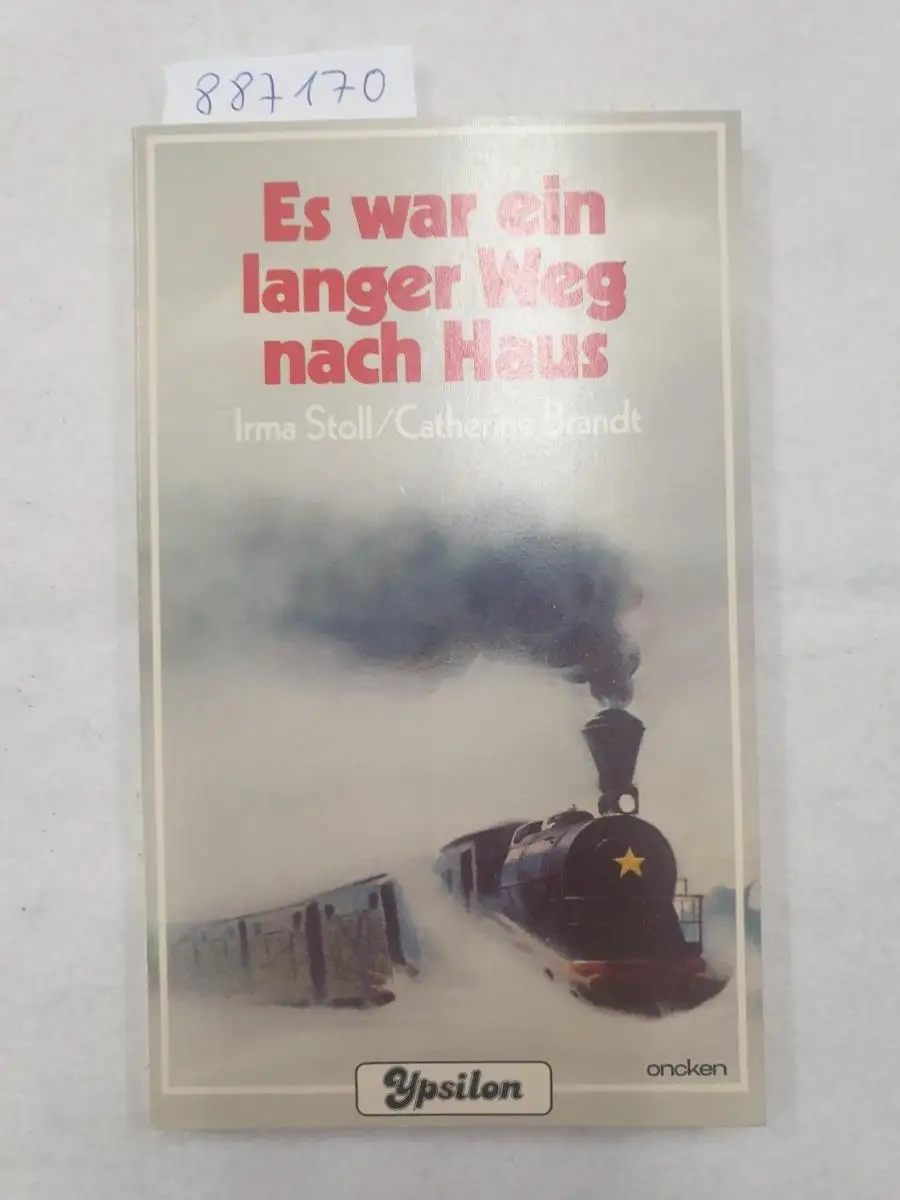 887170
Es war ein
langer Weg
nach Haus
Irma Stoll/Catherine Brandt
oncken
Ypsilon